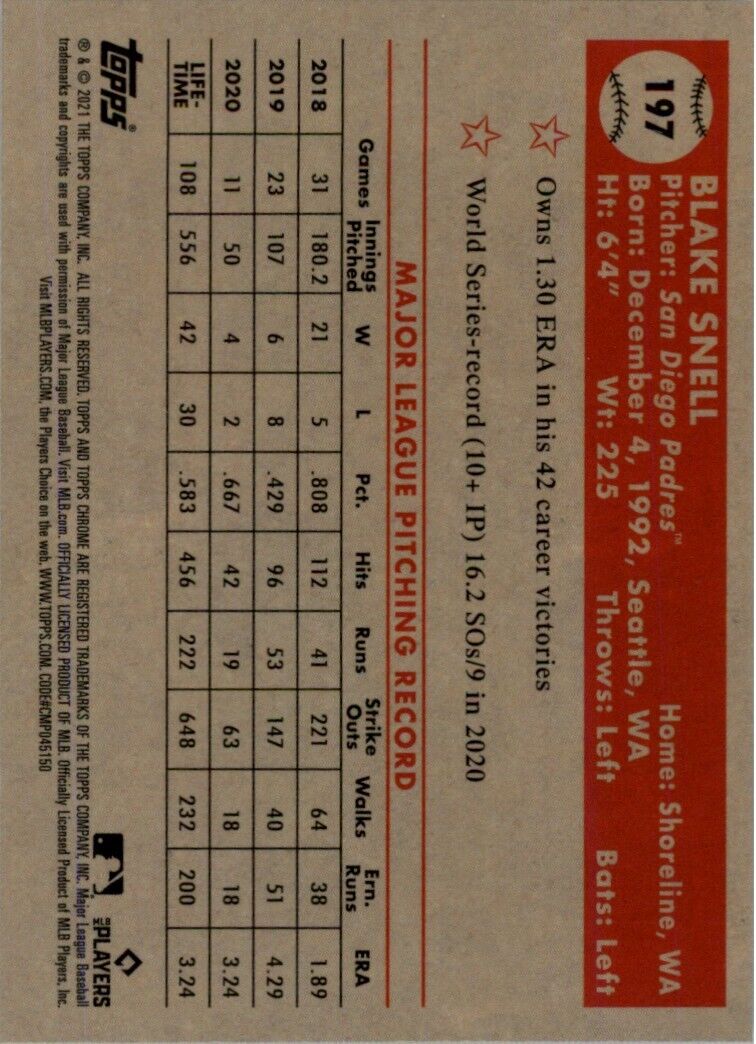 197
BLAKE SNELL
Pitcher: San Diego Padres™ Home: Shoreline, WA
Born: December 4, 1992, Seattle, WA
Ht: 6'4" Wt: 225 Throws: Left Bats: Left
Owns 1.30 ERA in his 42 career victories
World Series-record (10+ IP) 16.2 SOs/9 in 2020
MAJOR LEAGUE PITCHING RECORD
Games Innings Pitched W L Pct. Hits Runs Strike Outs Walks Ern. Runs ERA
2018 31 180.2 21 5 .808 112 41 221 64 38 1.89
2019 23 107 6 8 .429 96 53 147 40 51 4.29
2020 11 50 4 2 .667 42 19 63 18 18 3.24
LIFE-TIME 108 556 42 30 .583 456 222 648 232 200 3.24
topps®
MLB PLAYERS
® & © 2021 THE TOPPS COMPANY, INC. ALL RIGHTS RESERVED. TOPPS AND TOPPS CHROME ARE REGISTERED TRADEMARKS OF THE TOPPS COMPANY, INC. Major League Baseball
trademarks and copyrights are used with permission of Major League Baseball. Visit MLB.com. OFFICIALLY LICENSED PRODUCT OF MLB. Officially Licensed Product of MLB Players, Inc.
Visit MLBPLAYERS.COM, the Players Choice on the web. WWW.TOPPS.COM. CODE#CMP045150